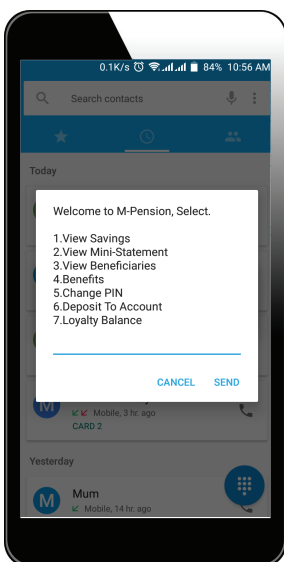 0.1K/s 84% 10:56 AM
Search contacts
Today
Welcome to M-Pension, Select.
1.View Savings
2.View Mini-Statement
3.View Beneficiaries
4.Benefits
5.Change PIN
6.Deposit To Account
7.Loyalty Balance
CANCEL SEND
M
Mobile, 3 hr. ago
CARD 2
Yesterday
M
Mum
Mobile, 14 hr. ago